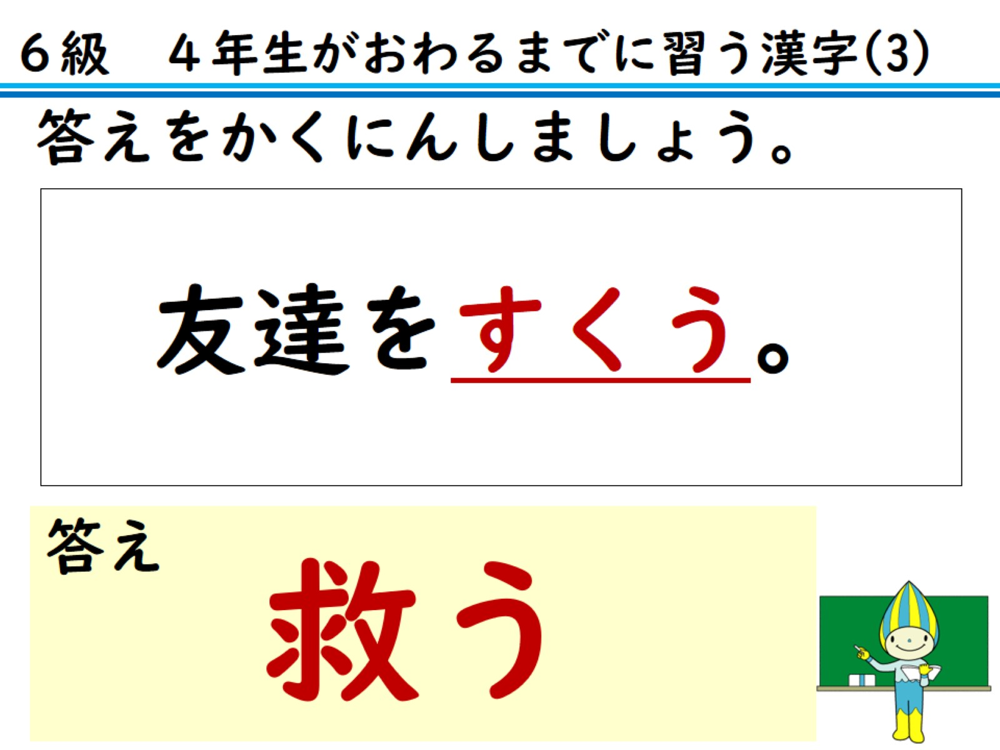 ６級　４年生がおわるまでに習う漢字(3)
答えをかくにんしましょう。
友達をすくう。
答え
救う